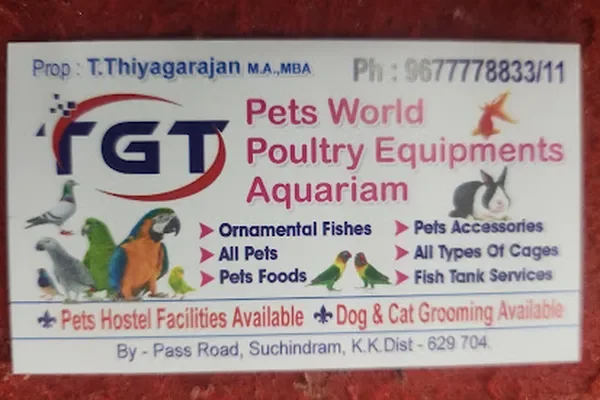 Prop : T.Thiyagarajan M.A.,MBA
Ph : 9677778833/11
TGT
Pets World
Poultry Equipments
Aquariam
Ornamental Fishes
All Pets
Pets Foods
Pets Accessories
All Types Of Cages
Fish Tank Services
Pets Hostel Facilities Available Dog & Cat Grooming Available
By - Pass Road, Suchindram, K.K.Dist - 629 704.